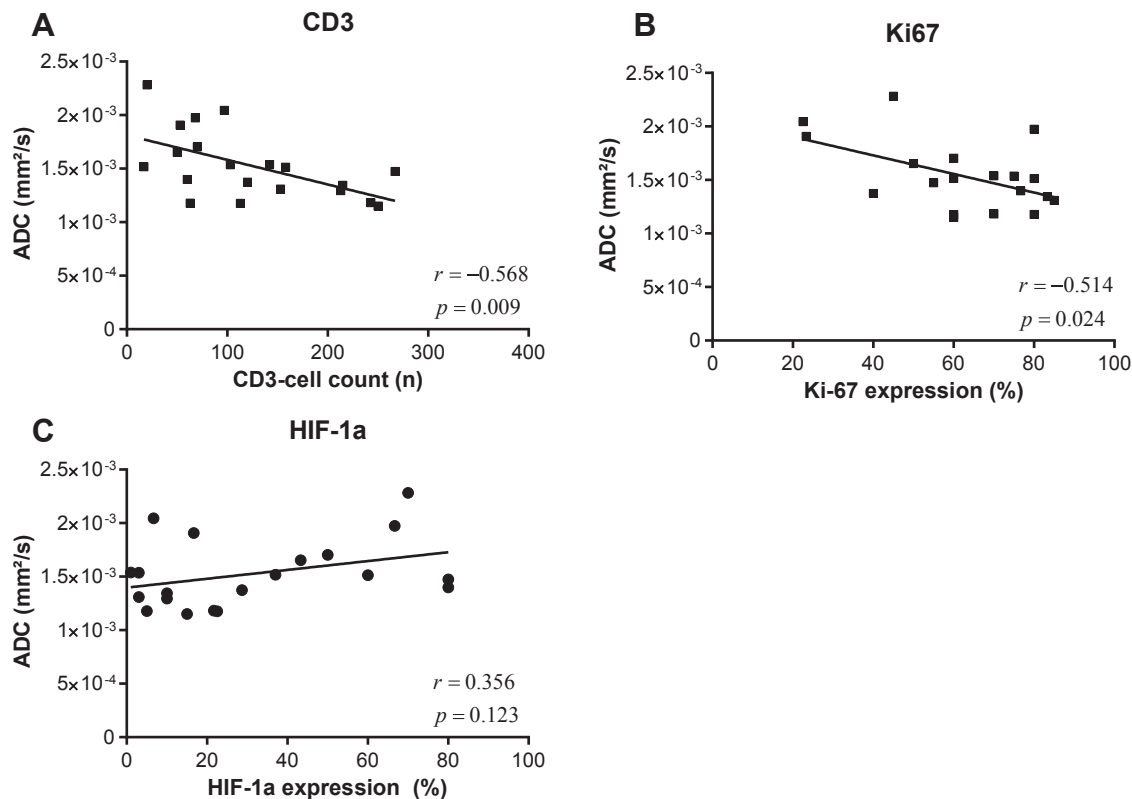 A
CD3
2.5×10⁻³
2×10⁻³
1.5×10⁻³
1×10⁻³
5×10⁻⁴
0
ADC (mm²/s)
r = −0.568
p = 0.009
0 100 200 300 400
CD3-cell count (n)
B
Ki67
2.5×10⁻³
2×10⁻³
1.5×10⁻³
1×10⁻³
5×10⁻⁴
0
ADC (mm²/s)
r = −0.514
p = 0.024
0 20 40 60 80 100
Ki-67 expression (%)
C
HIF-1a
2.5×10⁻³
2×10⁻³
1.5×10⁻³
1×10⁻³
5×10⁻⁴
0
ADC (mm²/s)
r = 0.356
p = 0.123
0 20 40 60 80 100
HIF-1a expression (%)